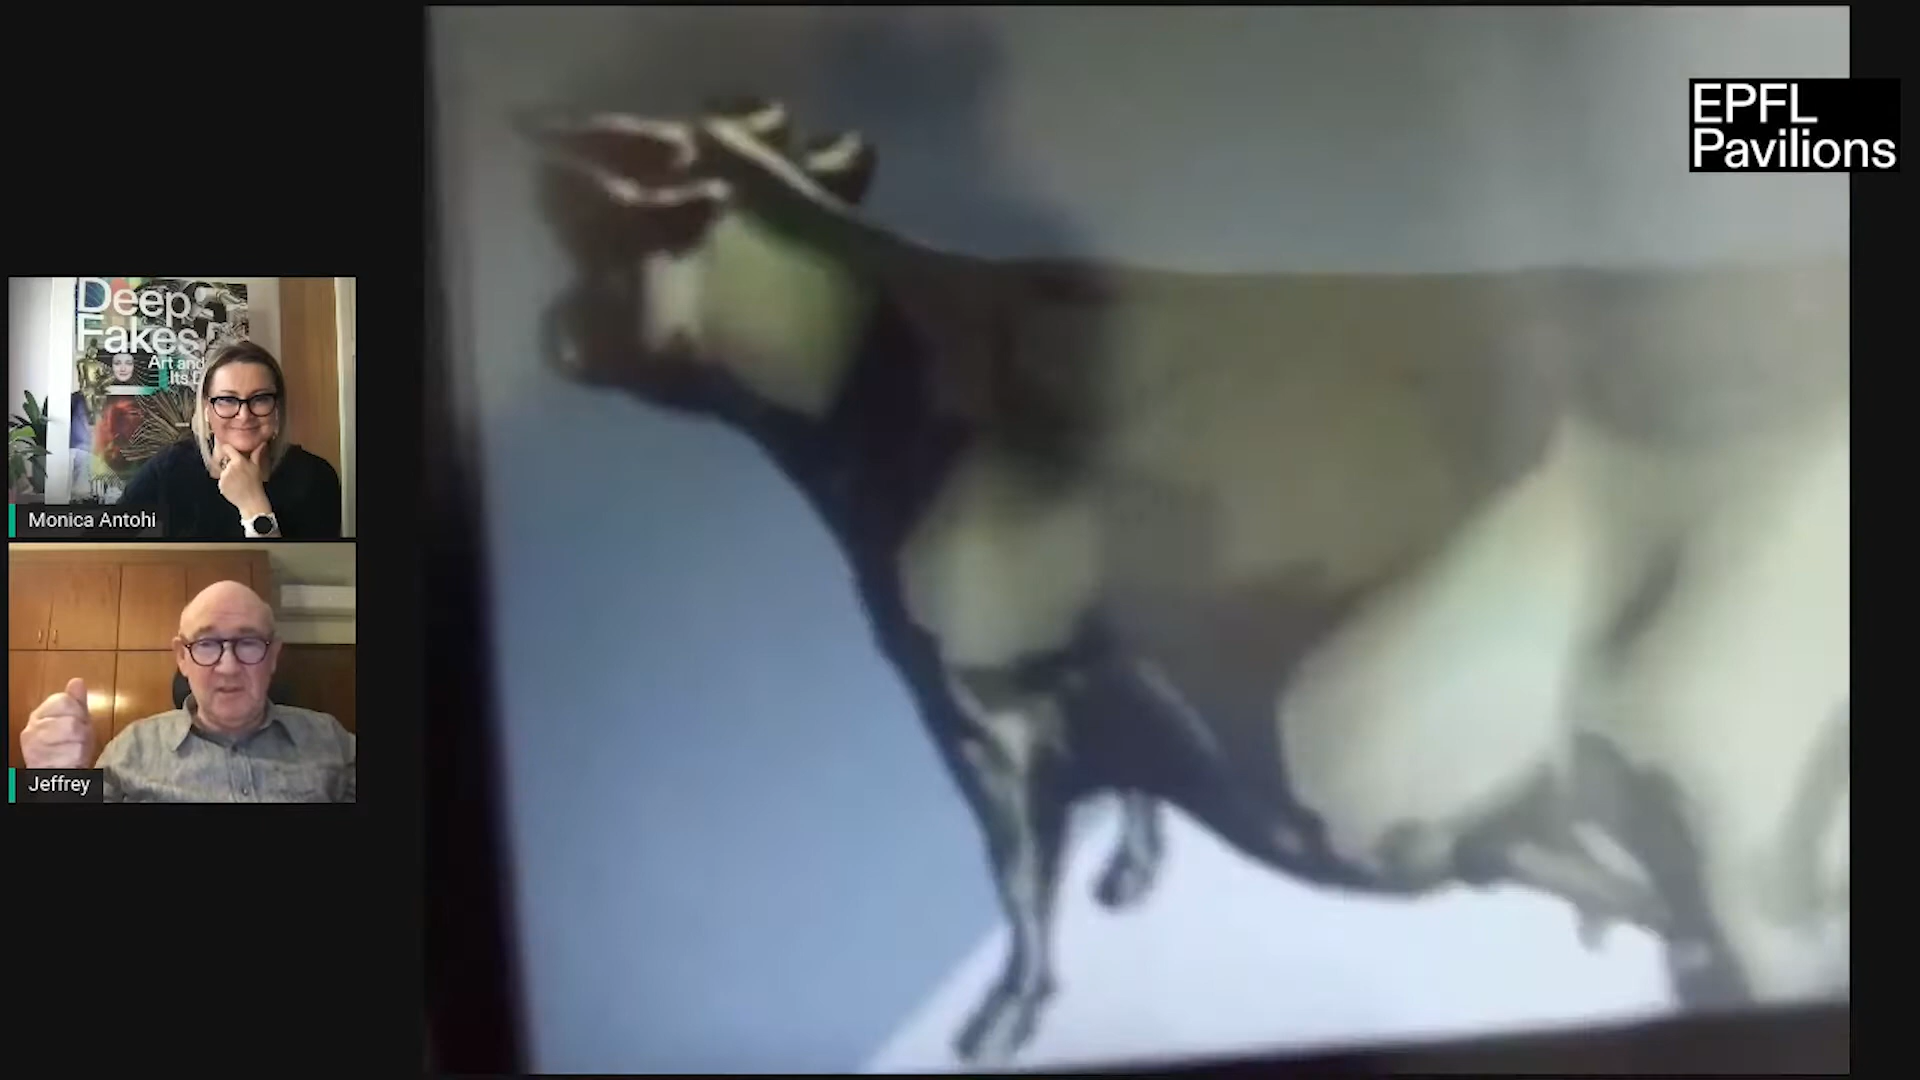 EPFL
Pavilions
Deep
Fakes
Art and
Its D
Monica Antohi
Jeffrey